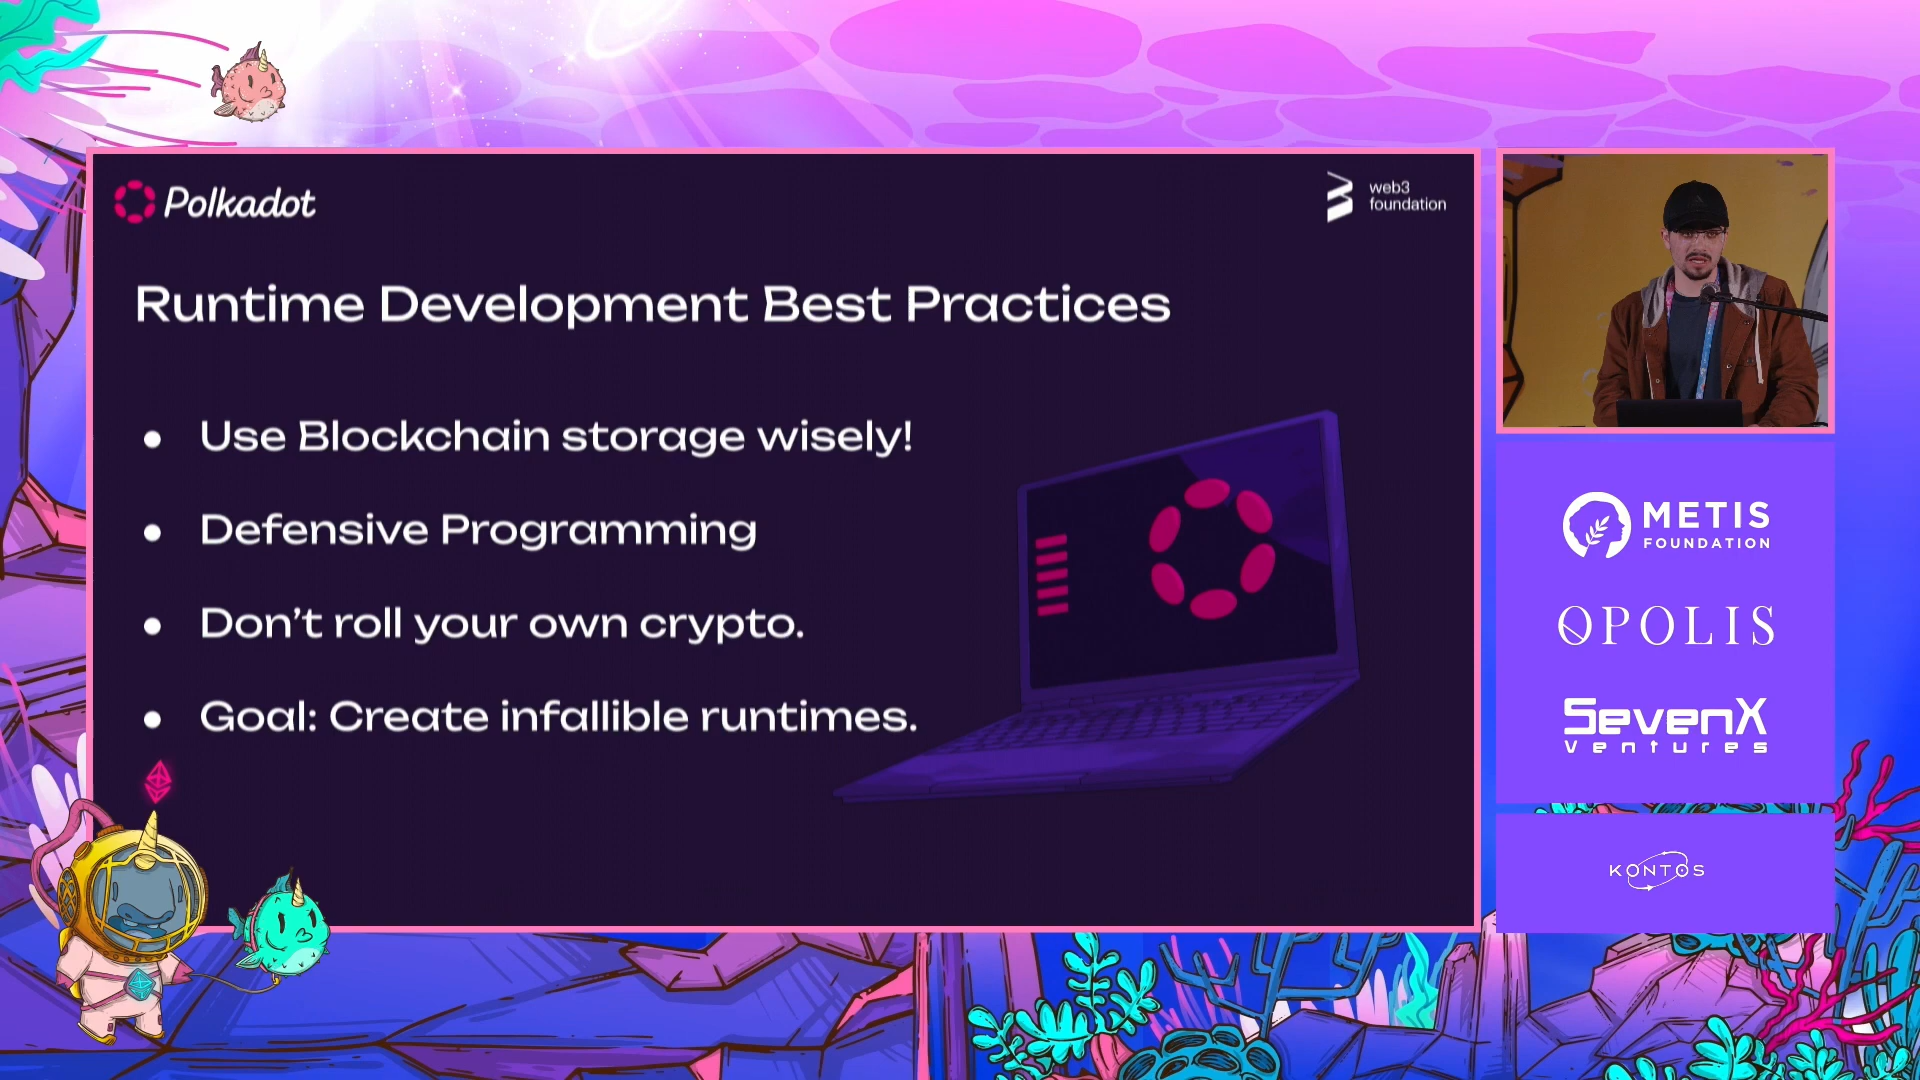 Polkadot
web3
foundation
Runtime Development Best Practices
• Use Blockchain storage wisely!
• Defensive Programming
• Don’t roll your own crypto.
• Goal: Create infallible runtimes.
METIS
FOUNDATION
OPOLIS
SevenX
Ventures
KONTOS